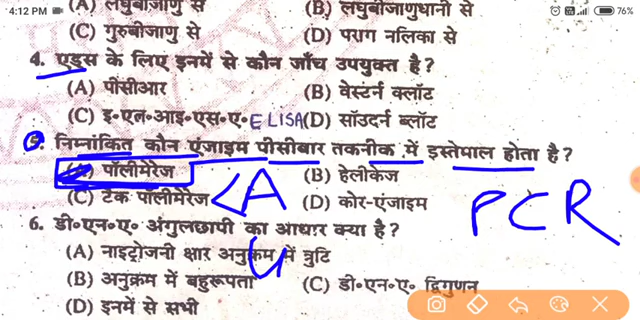 4:12 PM 76%
(A) लघुबीजाणु से (B) लघुबीजाणुधानी से
(C) गुरुबीजाणु से (D) पराग नलिका से
4. एड्स के लिए इनमें से कौन जाँच उपयुक्त है?
(A) पीसीआर (B) वेस्टर्न क्लॉट
(C) इ॰एल॰आइ॰एस॰ए॰ ELISA (D) सॉउदर्न ब्लॉट
5. निम्नांकित कौन एंजाइम पीसीबार तकनीक में इस्तेमाल होता है?
पॉलीमेरेज (B) हेलीकेज
(C) टैक पॉलीमेरेज <A (D) कोर-एंजाइम
PCR
6. डी॰एन॰ए॰ अंगुलछापी का आधार क्या है?
(A) नाइट्रोजनी क्षार अनुक्रम में त्रुटि
(B) अनुक्रम में बहुरूपता (C) डी॰एन॰ए॰ द्विगुणन
(D) इनमें से सभी